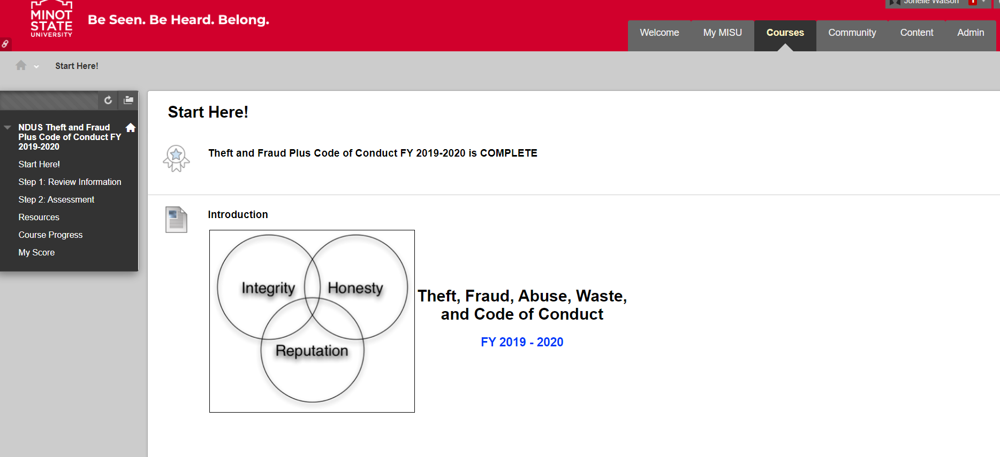 MINOT
STATE
UNIVERSITY
Be Seen. Be Heard. Belong.
Jonelle Watson
Welcome
My MISU
Courses
Community
Content
Admin
Start Here!
NDUS Theft and Fraud
Plus Code of Conduct FY
2019-2020
Start Here!
Step 1: Review Information
Step 2: Assessment
Resources
Course Progress
My Score
Start Here!
Theft and Fraud Plus Code of Conduct FY 2019-2020 is COMPLETE
Introduction
Integrity
Honesty
Reputation
Theft, Fraud, Abuse, Waste,
and Code of Conduct
FY 2019 - 2020